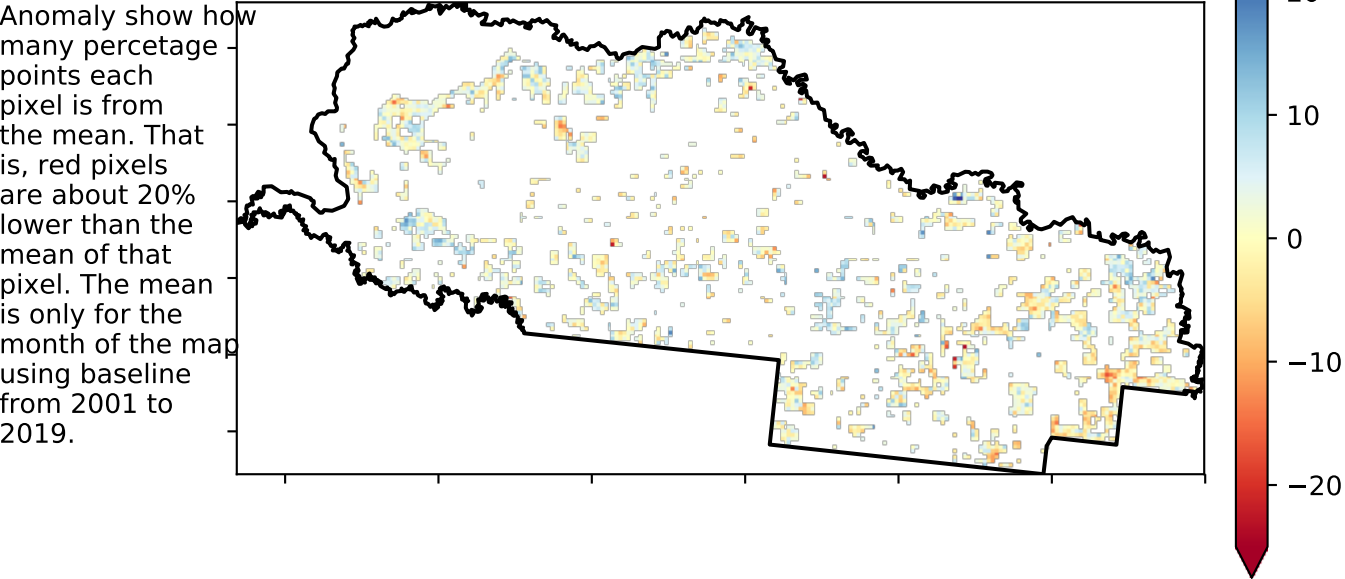 Anomaly show how
many percetage
points each
pixel is from
the mean. That
is, red pixels
are about 20%
lower than the
mean of that
pixel. The mean
is only for the
month of the map
using baseline
from 2001 to
2019.
10
0
−10
−20